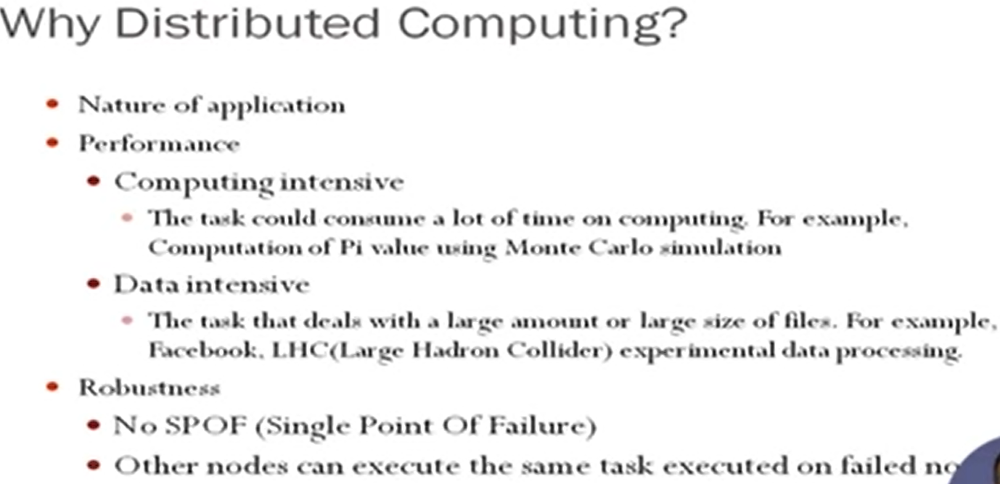 Why Distributed Computing?
• Nature of application
• Performance
• Computing intensive
• The task could consume a lot of time on computing. For example,
Computation of Pi value using Monte Carlo simulation
• Data intensive
• The task that deals with a large amount or large size of files. For example,
Facebook, LHC(Large Hadron Collider) experimental data processing.
• Robustness
• No SPOF (Single Point Of Failure)
• Other nodes can execute the same task executed on failed